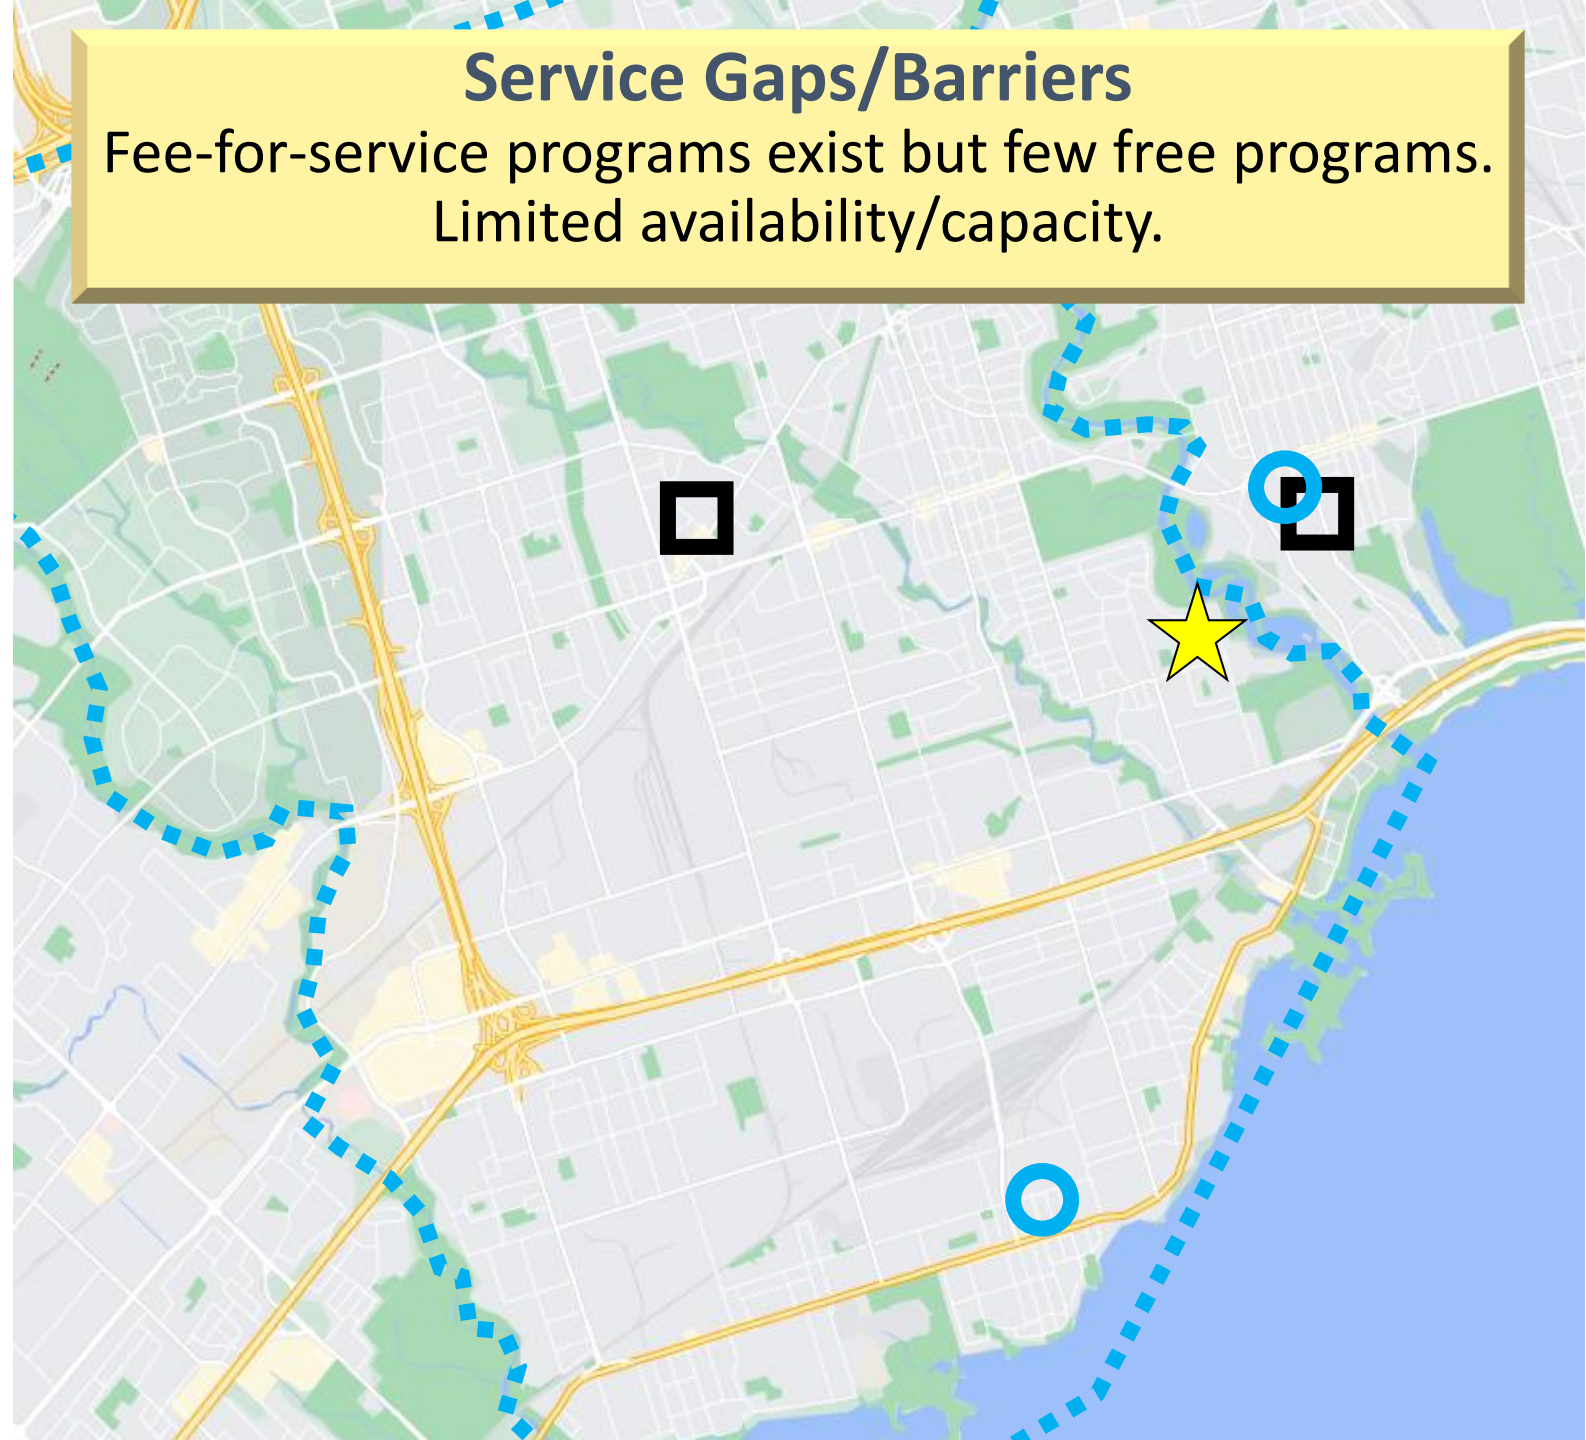 Service Gaps/Barriers
Fee-for-service programs exist but few free programs.
Limited availability/capacity.